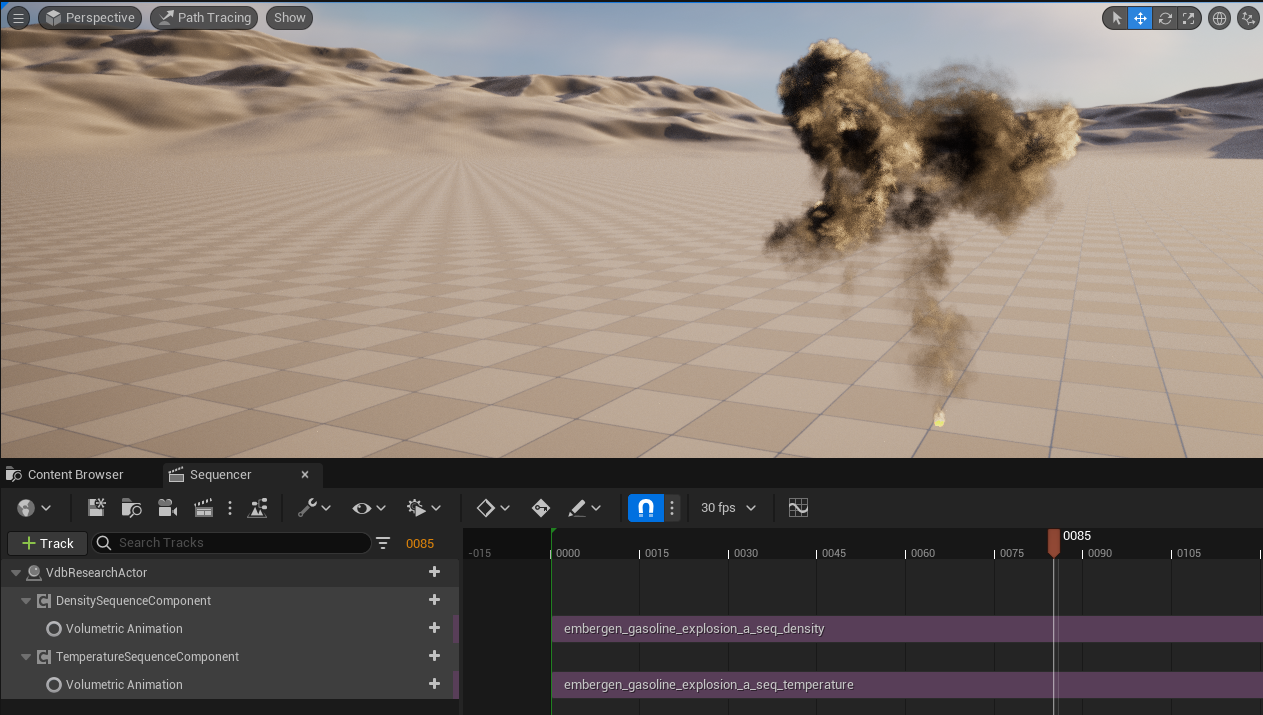 Perspective Path Tracing Show
Content Browser Sequencer
30 fps
Track Search Tracks 0085
0085
-015 0000 0015 0030 0045 0060 0075 0090 0105
VdbResearchActor
DensitySequenceComponent
Volumetric Animation embergen_gasoline_explosion_a_seq_density
TemperatureSequenceComponent
Volumetric Animation embergen_gasoline_explosion_a_seq_temperature